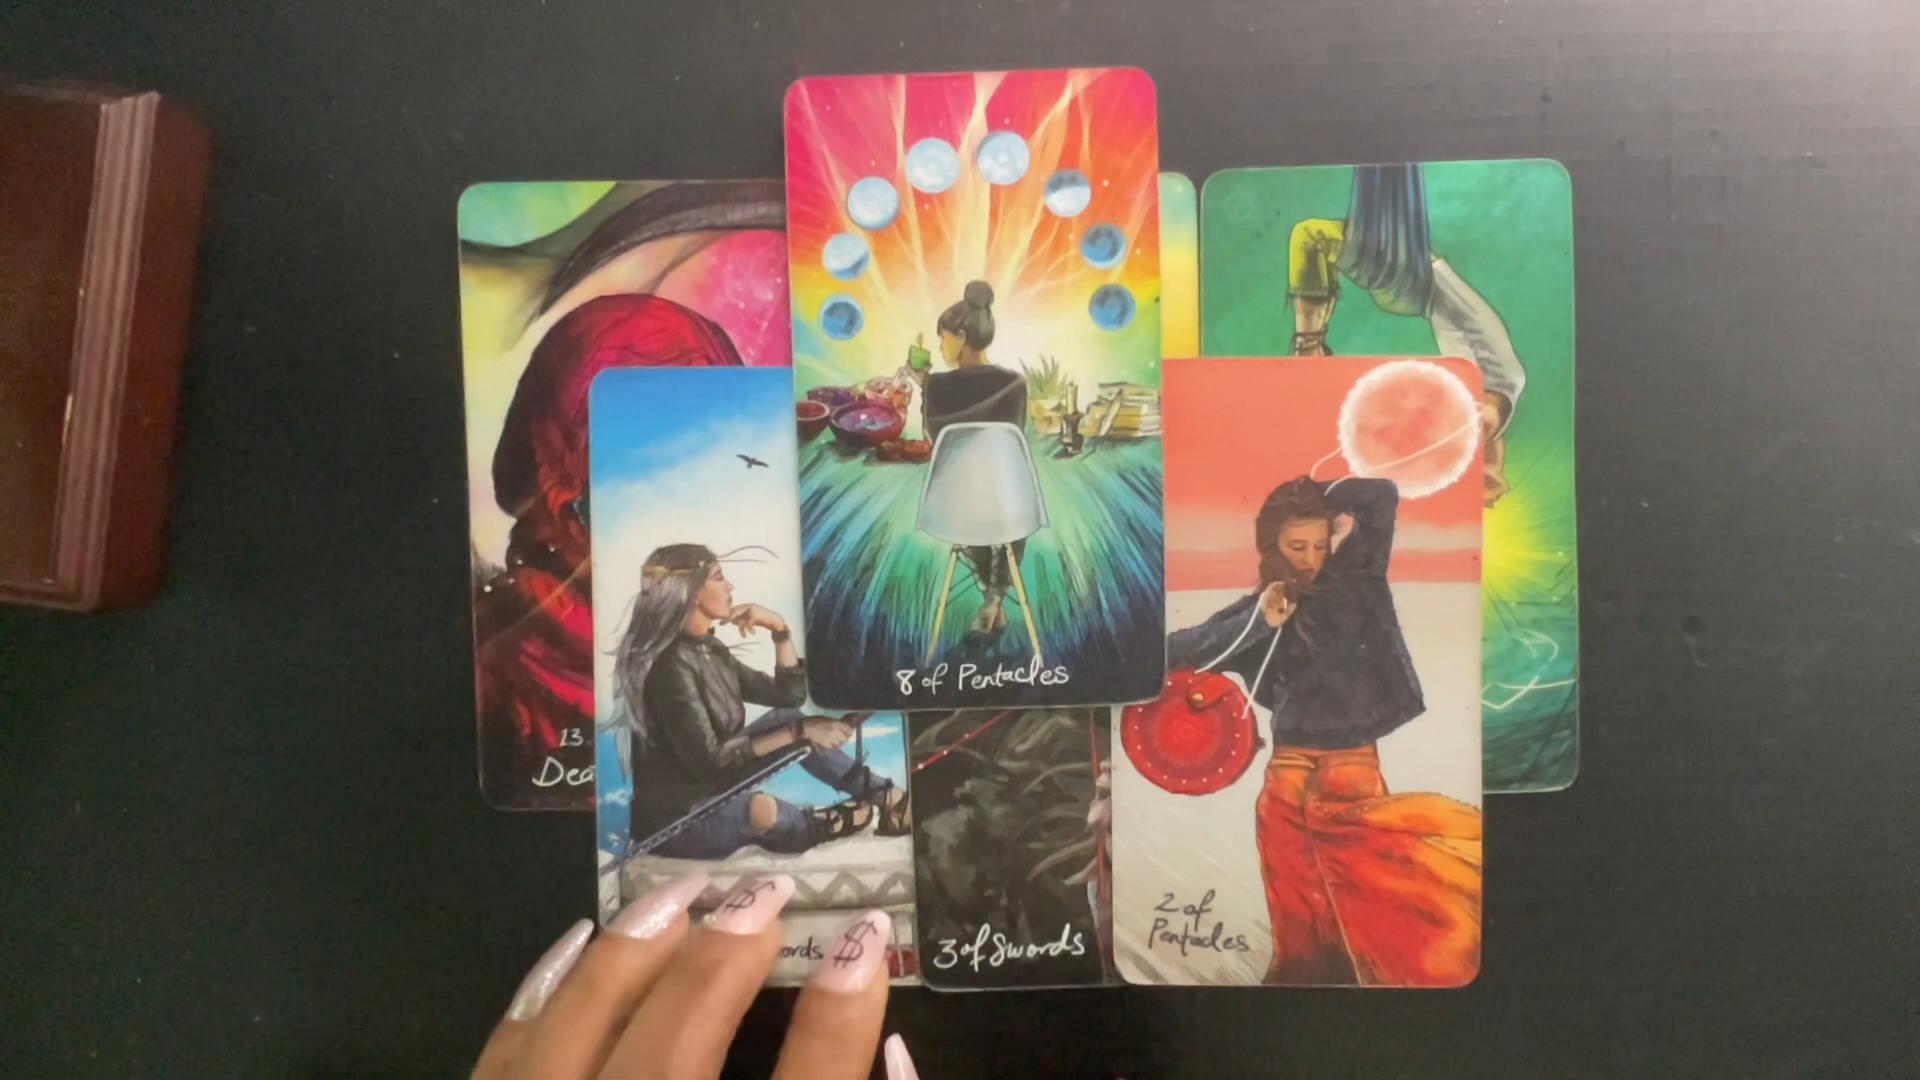 8 of Pentacles
13
Dea
ords
$
$
3 of Swords
2 of
Pentacles